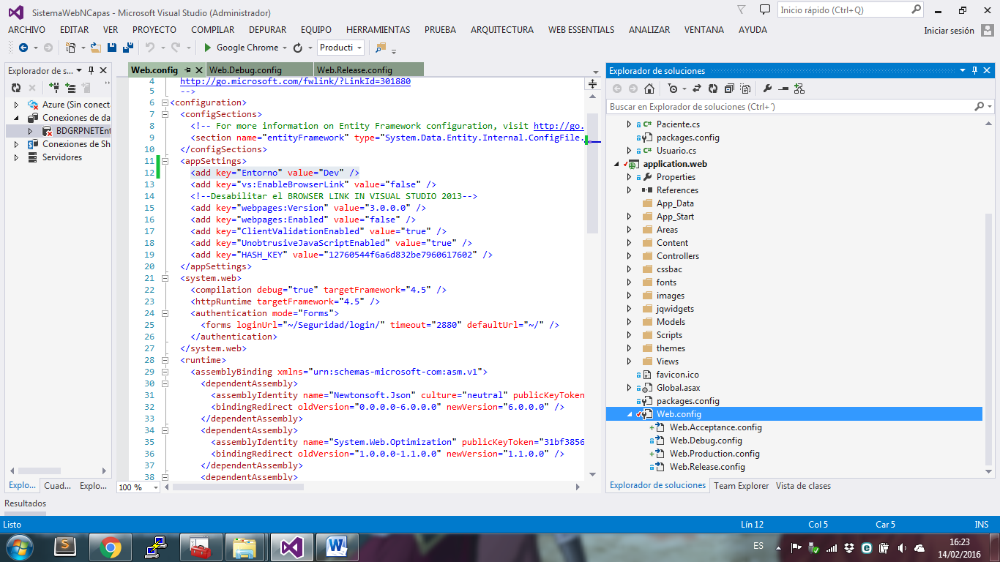 SistemaWebNCapas - Microsoft Visual Studio (Administrador)
Inicio rápido (Ctrl+Q)
ARCHIVO EDITAR VER PROYECTO COMPILAR DEPURAR EQUIPO HERRAMIENTAS PRUEBA ARQUITECTURA WEB ESSENTIALS ANALIZAR VENTANA AYUDA
Iniciar sesión
Google Chrome
Producti
Explorador de s...
Azure (Sin conect
Conexiones de da
BDGRPNETEnt
Conexiones de Sh
Servidores
Explo... Cuad... Explo...
Web.config Web.Debug.config Web.Release.config
4 http://go.microsoft.com/fwlink/?LinkId=301880
5 -->
6 <configuration>
7 <configSections>
8 <!-- For more information on Entity Framework configuration, visit http://go.
9 <section name="entityFramework" type="System.Data.Entity.Internal.ConfigFile.
10 </configSections>
11 <appSettings>
12 <add key="Entorno" value="Dev" />
13 <add key="vs:EnableBrowserLink" value="false" />
14 <!--Desabilitar el BROWSER LINK IN VISUAL STUDIO 2013-->
15 <add key="webpages:Version" value="3.0.0.0" />
16 <add key="webpages:Enabled" value="false" />
17 <add key="ClientValidationEnabled" value="true" />
18 <add key="UnobtrusiveJavaScriptEnabled" value="true" />
19 <add key="HASH_KEY" value="12760544f6a6d832be7960617602" />
20 </appSettings>
21 <system.web>
22 <compilation debug="true" targetFramework="4.5" />
23 <httpRuntime targetFramework="4.5" />
24 <authentication mode="Forms">
25 <forms loginUrl="~/Seguridad/login/" timeout="2880" defaultUrl="~/" />
26 </authentication>
27 </system.web>
28 <runtime>
29 <assemblyBinding xmlns="urn:schemas-microsoft-com:asm.v1">
30 <dependentAssembly>
31 <assemblyIdentity name="Newtonsoft.Json" culture="neutral" publicKeyToken
32 <bindingRedirect oldVersion="0.0.0.0-6.0.0.0" newVersion="6.0.0.0" />
33 </dependentAssembly>
34 <dependentAssembly>
35 <assemblyIdentity name="System.Web.Optimization" publicKeyToken="31bf3856
36 <bindingRedirect oldVersion="1.0.0.0-1.1.0.0" newVersion="1.1.0.0" />
37 </dependentAssembly>
38 <dependentAssembly>
100 %
Explorador de soluciones
Buscar en Explorador de soluciones (Ctrl+´)
C# Paciente.cs
packages.config
C# Usuario.cs
application.web
Properties
References
App_Data
App_Start
Areas
Content
Controllers
cssbac
fonts
images
jqwidgets
Models
Scripts
themes
Views
favicon.ico
Global.asax
packages.config
Web.config
Web.Acceptance.config
Web.Debug.config
Web.Production.config
Web.Release.config
Explorador de soluciones Team Explorer Vista de clases
Resultados
Listo
Lín 12 Col 5 Car 5 INS
ES
16:23
14/02/2016